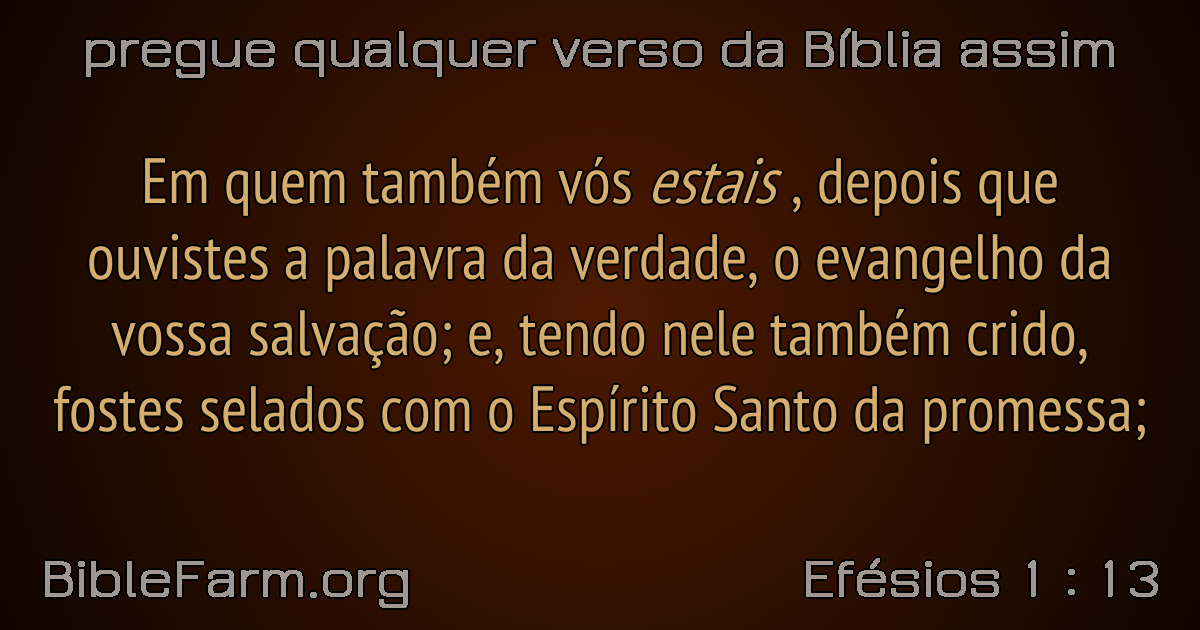 pregue qualquer verso da Bíblia assim
Em quem também vós estais , depois que
ouvistes a palavra da verdade, o evangelho da
vossa salvação; e, tendo nele também crido,
fostes selados com o Espírito Santo da promessa;
BibleFarm.org
Efésios 1 : 13